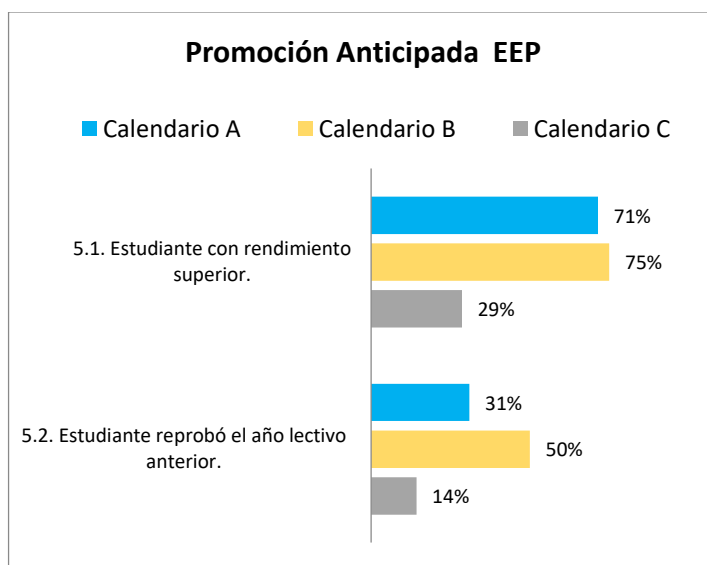 Promoción Anticipada EEP
Calendario A Calendario B Calendario C
5.1. Estudiante con rendimiento
superior.
71%
75%
29%
5.2. Estudiante reprobó el año lectivo
anterior.
31%
50%
14%